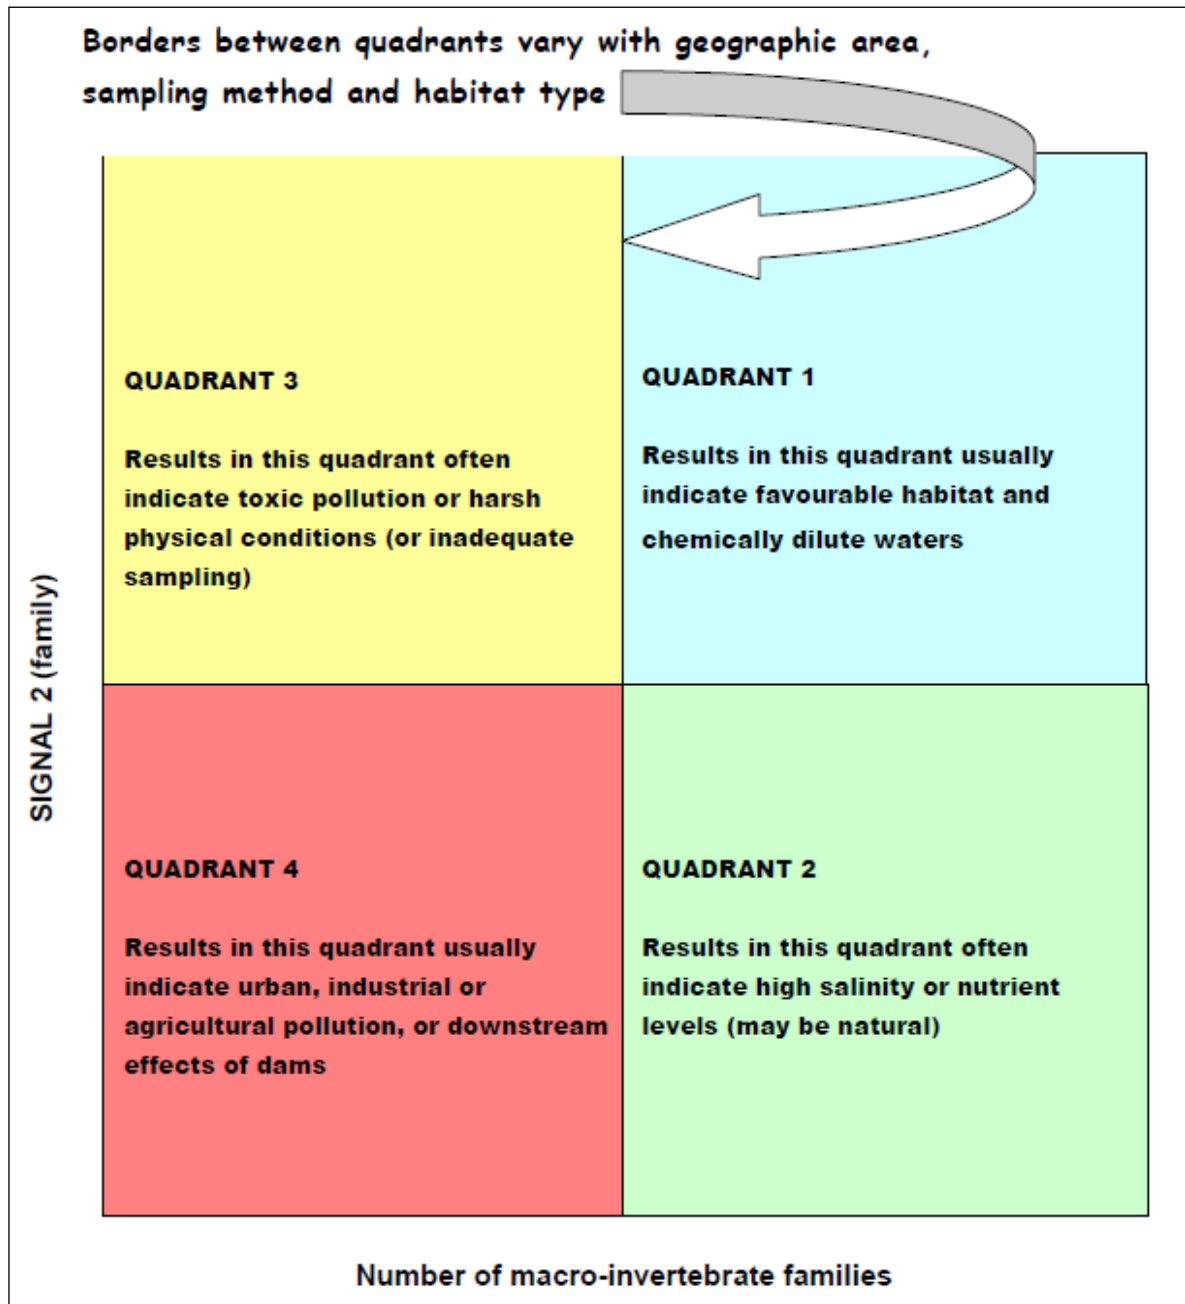 Borders between quadrants vary with geographic area,
sampling method and habitat type
QUADRANT 3
Results in this quadrant often
indicate toxic pollution or harsh
physical conditions (or inadequate
sampling)
QUADRANT 1
Results in this quadrant usually
indicate favourable habitat and
chemically dilute waters
SIGNAL 2 (family)
QUADRANT 4
Results in this quadrant usually
indicate urban, industrial or
agricultural pollution, or downstream
effects of dams
QUADRANT 2
Results in this quadrant often
indicate high salinity or nutrient
levels (may be natural)
Number of macro-invertebrate families